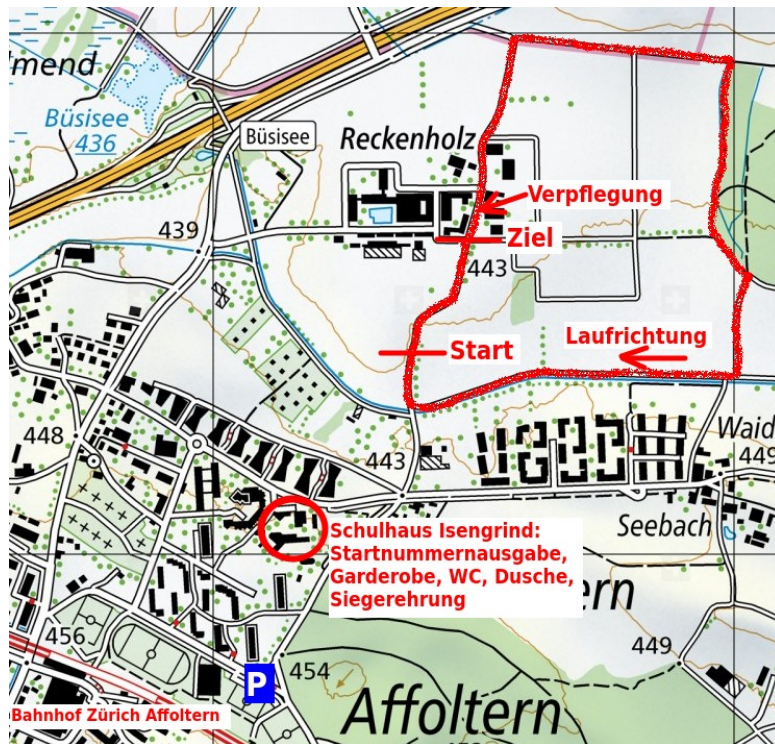 lmend
Büsisee
436
Büsisee
Reckenholz
Verpflegung
Ziel
439
443
Laufrichtung
Start
448
443
Waid
449
Schulhaus Isengrind:
Startnummernausgabe,
Garderobe, WC, Dusche,
Siegerehrung
Seebach
ern
456
449
454
P
Affoltern
Bahnhof Zürich Affoltern